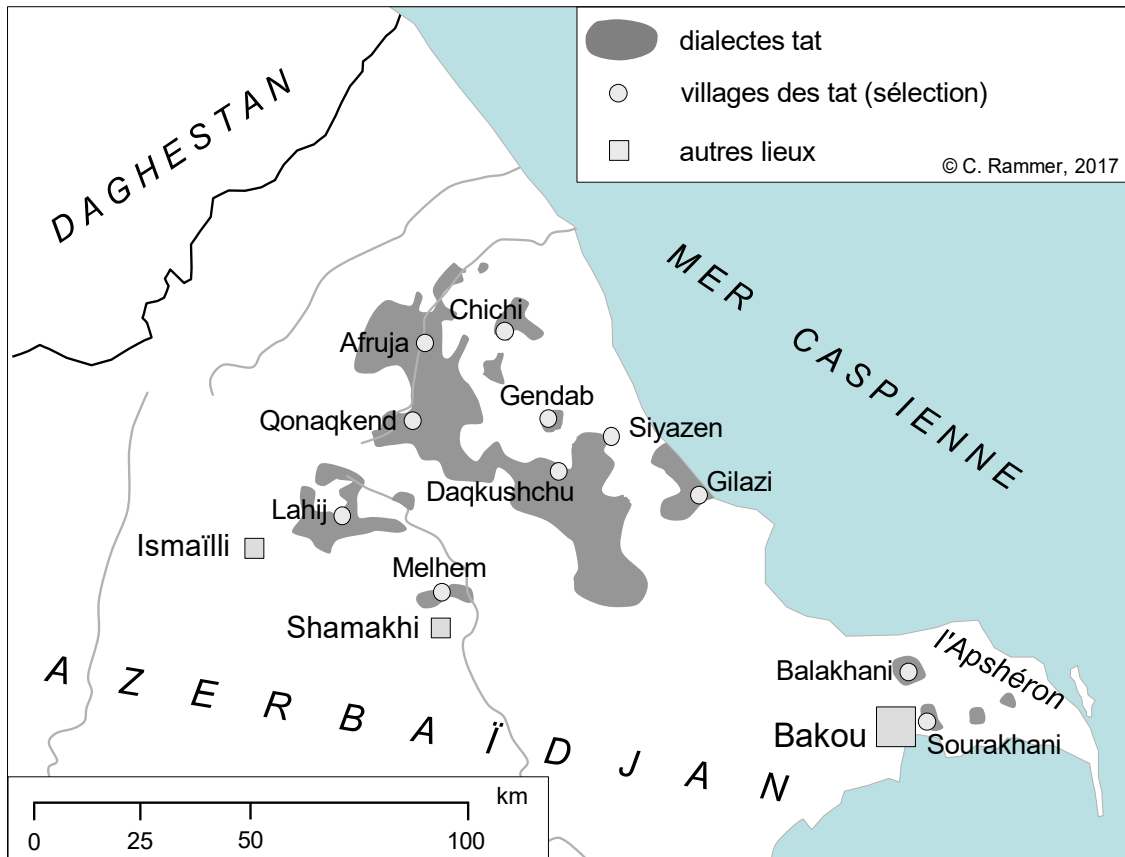 dialectes tat
villages des tat (sélection)
autres lieux
© C. Rammer, 2017
DAGHESTAN
MER CASPIENNE
Chichi
Afruja
Gendab
Qonaqkend
Siyazen
Daqkushchu
Gilazi
Lahij
Ismaïlli
Melhem
Shamakhi
l'Apshéron
Balakhani
Bakou
Sourakhani
AZERBAÏDJAN
km
0 25 50 100